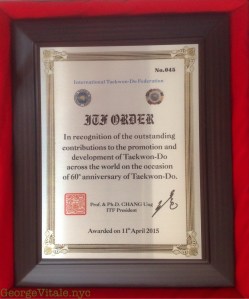 No.045
International Taekwon-Do Federation
ITF ORDER
In recognition of the outstanding
contributions to the promotion and
development of Taekwon-Do
across the world on the occasion
of 60th anniversary of Taekwon-Do.
Prof. & Ph.D. CHANG Ung
ITF President
Awarded on 11th April 2015
GeorgeVitale.nyc